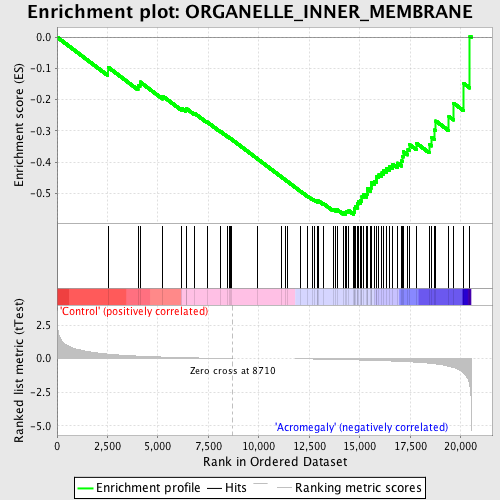 Enrichment plot: ORGANELLE_INNER_MEMBRANE
Enrichment score (ES)
0.0
-0.1
-0.2
-0.3
-0.4
-0.5
'Control' (positively correlated)
Ranked list metric (tTest)
2.5
0.0
-2.5
-5.0
Zero cross at 8710
'Acromegaly' (negatively correlated)
0
2,500
5,000
7,500
10,000
12,500
15,000
17,500
20,000
Rank in Ordered Dataset
Enrichment profile
Hits
Ranking metric scores